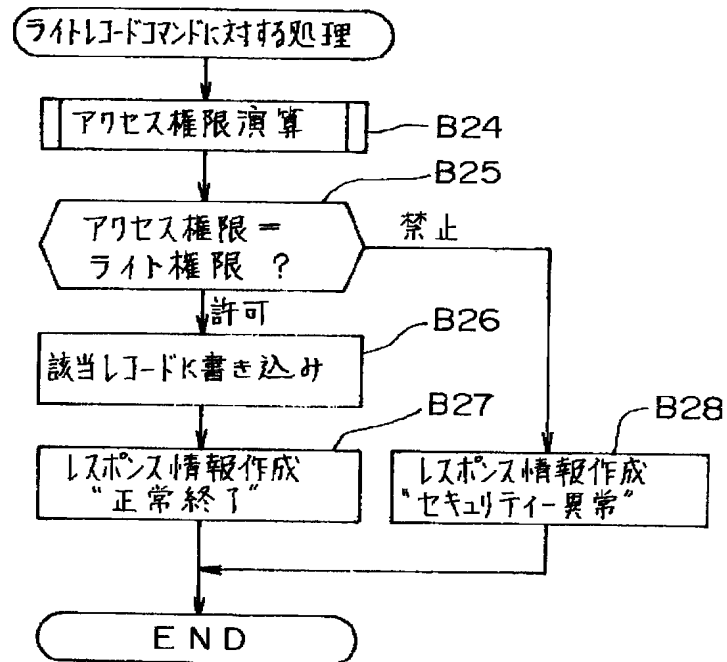 ライトレコードコマンドに対する処理
アクセス権限演算
B24
B25
アクセス権限=
ライト権限 ?
禁止
許可
B26
該当レコードに書き込み
B27
レスポンス情報作成
"正常終了"
B28
レスポンス情報作成
"セキュリティー異常"
END